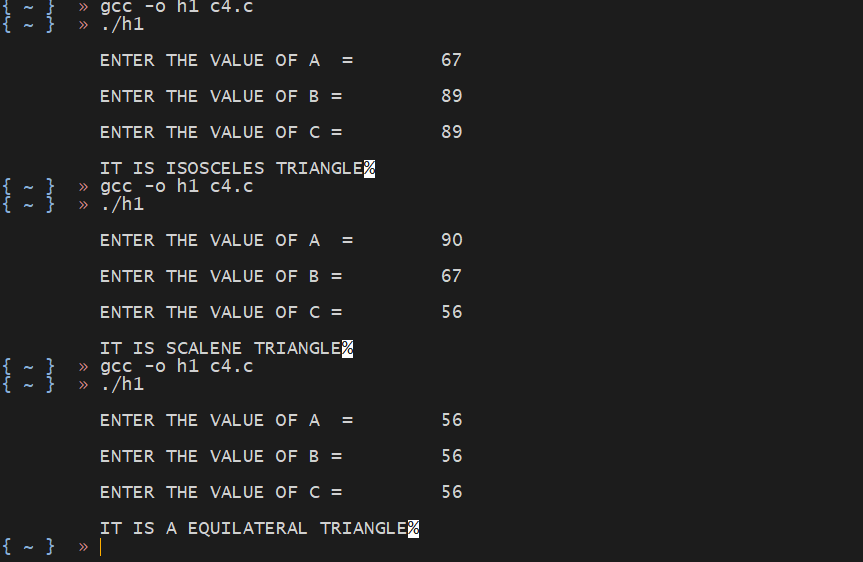 { ~ } » gcc -o h1 c4.c
{ ~ } » ./h1
ENTER THE VALUE OF A = 67
ENTER THE VALUE OF B = 89
ENTER THE VALUE OF C = 89
IT IS ISOSCELES TRIANGLE%
{ ~ } » gcc -o h1 c4.c
{ ~ } » ./h1
ENTER THE VALUE OF A = 90
ENTER THE VALUE OF B = 67
ENTER THE VALUE OF C = 56
IT IS SCALENE TRIANGLE%
{ ~ } » gcc -o h1 c4.c
{ ~ } » ./h1
ENTER THE VALUE OF A = 56
ENTER THE VALUE OF B = 56
ENTER THE VALUE OF C = 56
IT IS A EQUILATERAL TRIANGLE%
{ ~ } »